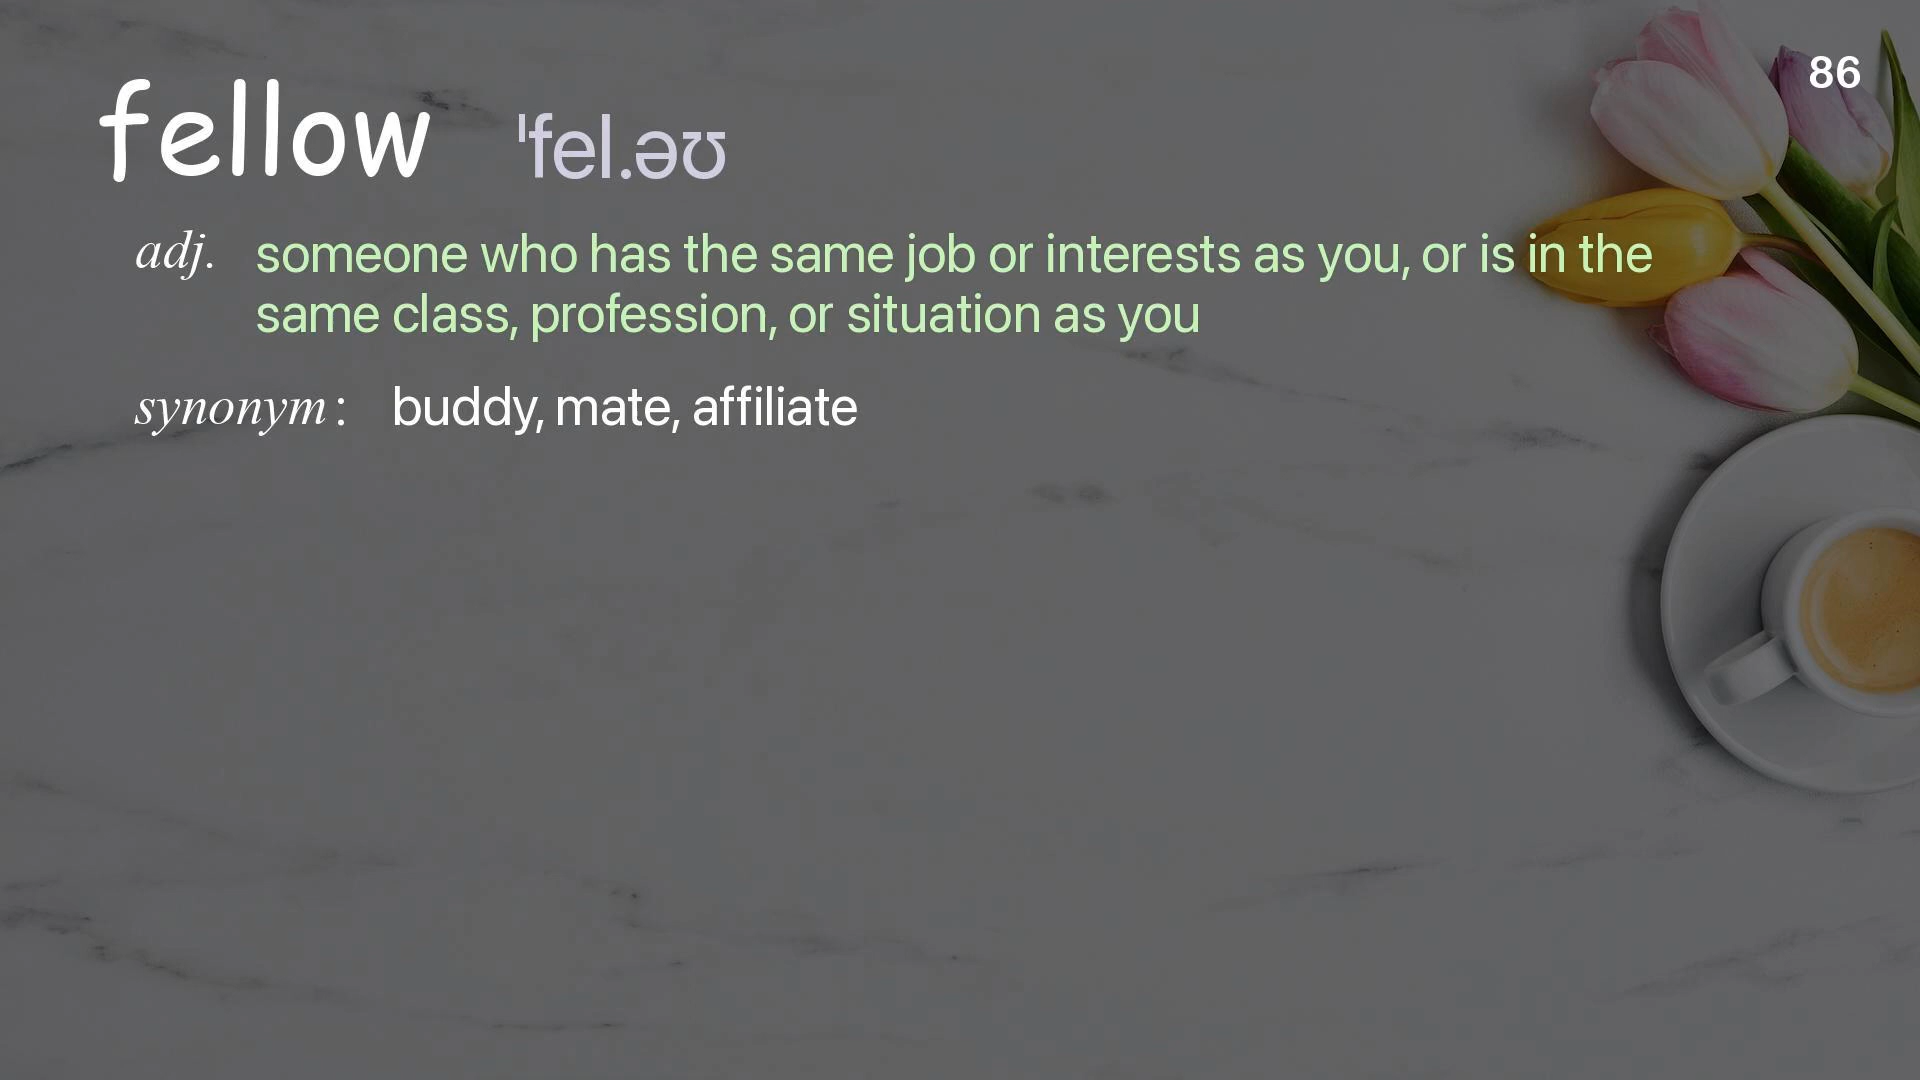 86
fellow ˈfel.əʊ
adj. someone who has the same job or interests as you, or is in the
same class, profession, or situation as you
synonym: buddy, mate, affiliate